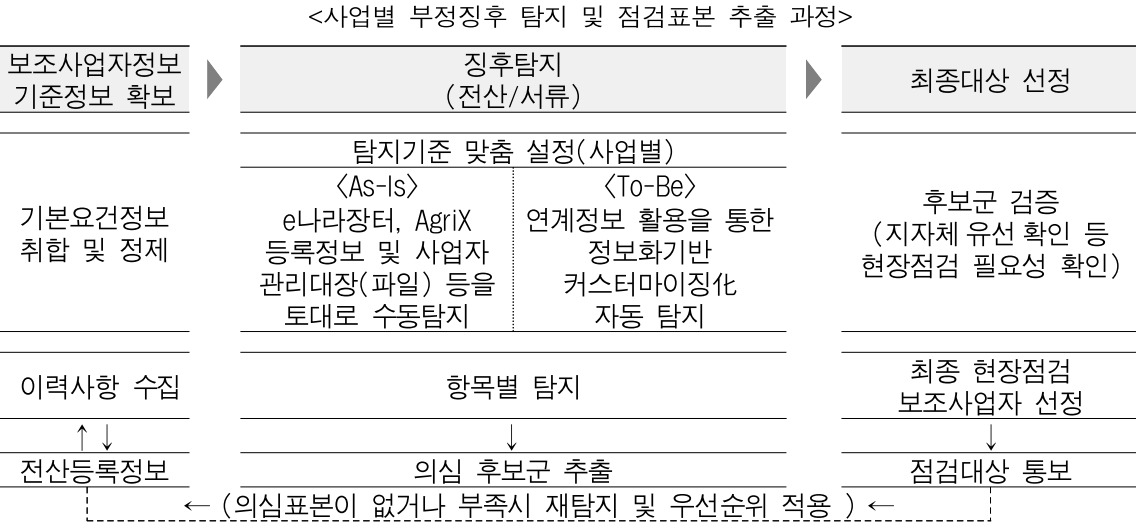 <사업별 부정징후 탐지 및 점검표본 추출 과정>
보조사업자정보
기준정보 확보
징후탐지
(전산/서류)
최종대상 선정
기본요건정보
취합 및 정제
탐지기준 맞춤 설정(사업별)
〈As-Is〉
e나라장터, AgriX
등록정보 및 사업자
관리대장(파일) 등을
토대로 수동탐지
〈To-Be〉
연계정보 활용을 통한
정보화기반
커스터마이징化
자동 탐지
후보군 검증
(지자체 유선 확인 등
현장점검 필요성 확인)
이력사항 수집
항목별 탐지
최종 현장점검
보조사업자 선정
↑↓
↓
↓
전산등록정보
의심 후보군 추출
점검대상 통보
← (의심표본이 없거나 부족시 재탐지 및 우선순위 적용 ) ←